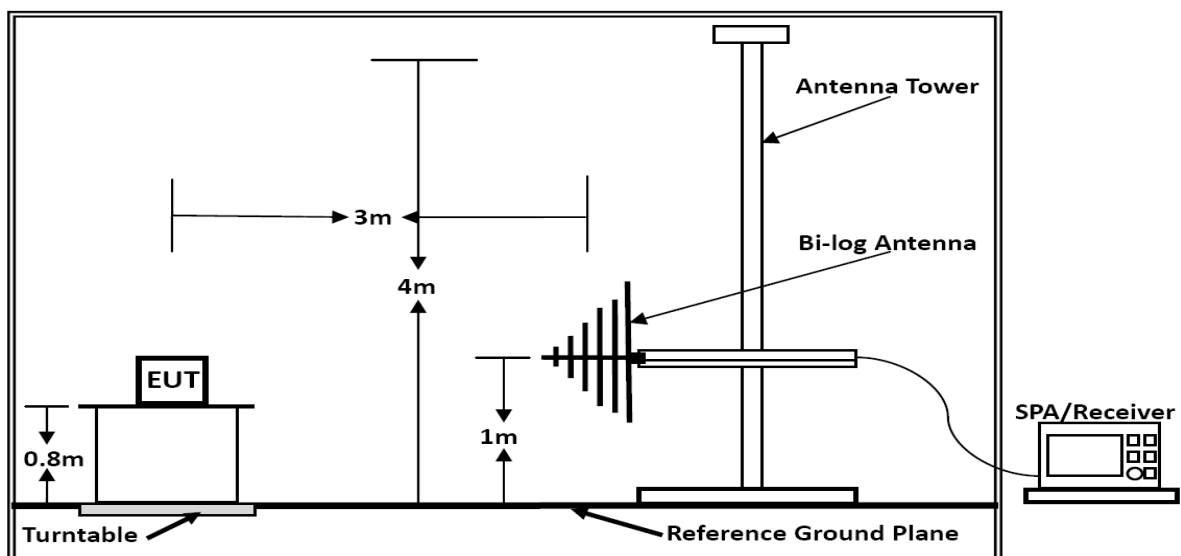 Antenna Tower
3m
Bi-log Antenna
4m
EUT
SPA/Receiver
1m
0.8m
Turntable
Reference Ground Plane